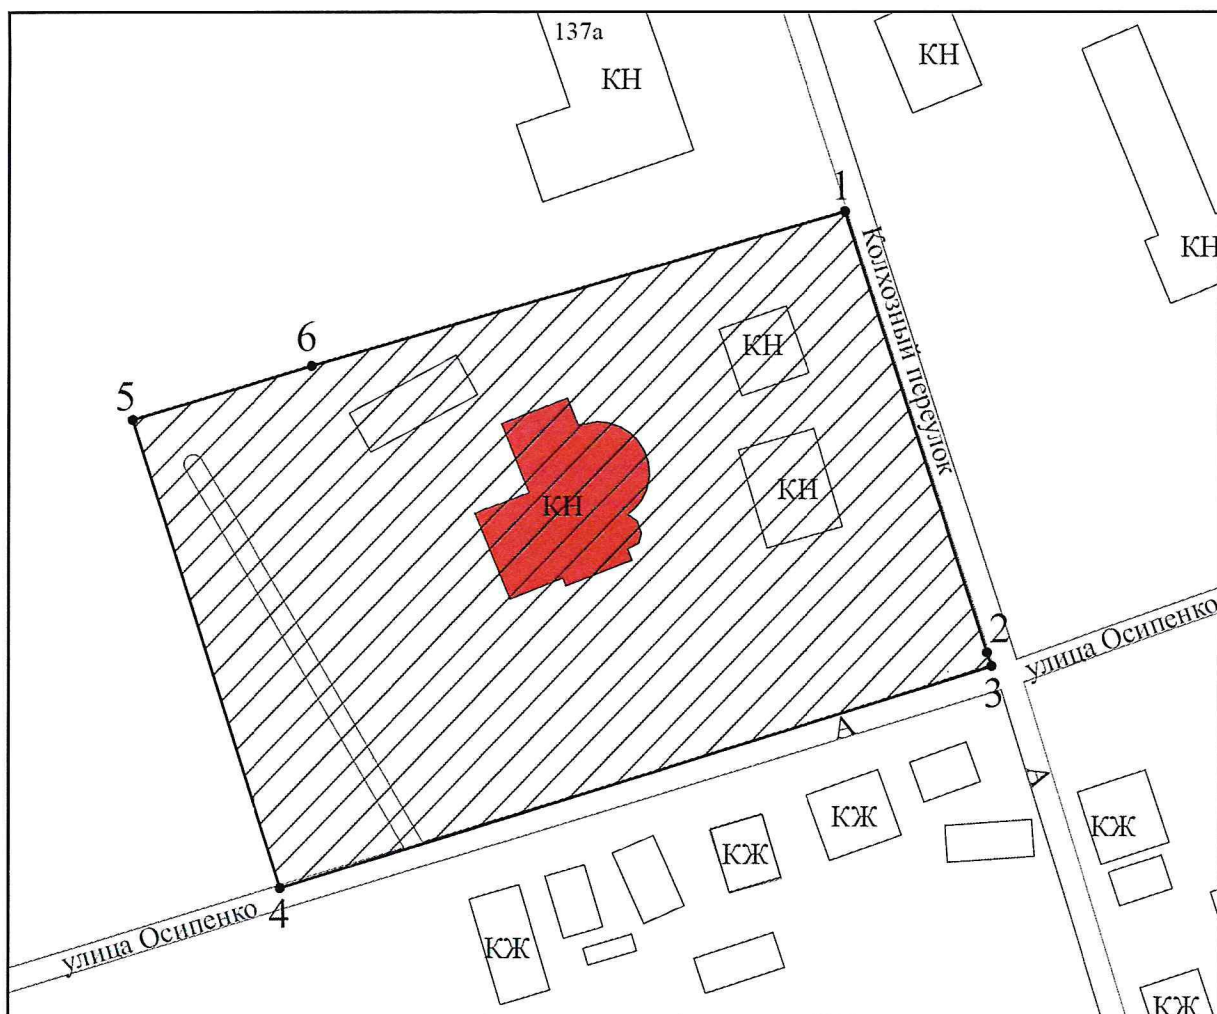 137а
КН
КН
КН
1
Колхозный переулок
6
КН
5
КН
КН
2
улица Осипенко
3
А
А
КЖ
КЖ
КЖ
4
улица Осипенко
КЖ
КЖ